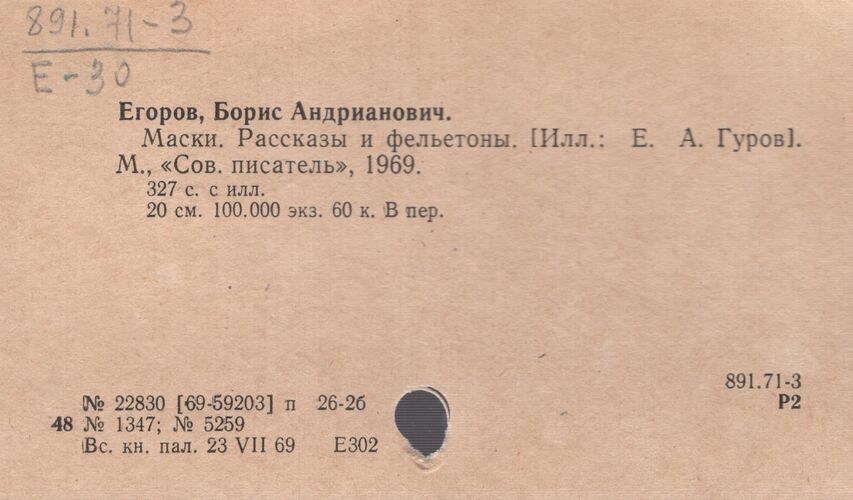 891.71-3
Е-30
Егоров, Борис Андрианович.
Маски. Рассказы и фельетоны. [Илл.: Е. А. Гуров].
М., «Сов. писатель», 1969.
327 с. с илл.
20 см. 100.000 экз. 60 к. В пер.
891.71-3
Р2
№ 22830 [69-59203] п 26-2б
48 № 1347; № 5259
Вс. кн. пал. 23 VII 69 Е302